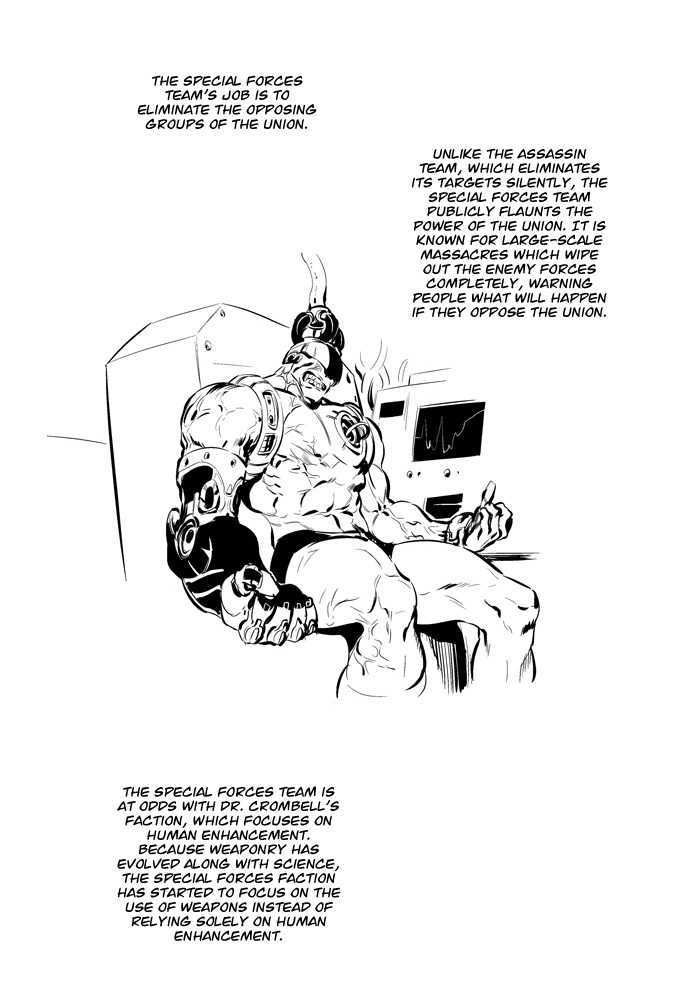 THE SPECIAL FORCES
TEAM'S JOB IS TO
ELIMINATE THE OPPOSING
GROUPS OF THE UNION.
UNLIKE THE ASSASSIN
TEAM, WHICH ELIMINATES
ITS TARGETS SILENTLY, THE
SPECIAL FORCES TEAM
PUBLICLY FLAUNTS THE
POWER OF THE UNION. IT IS
KNOWN FOR LARGE-SCALE
MASSACRES WHICH WIPE
OUT THE ENEMY FORCES
COMPLETELY, WARNING
PEOPLE WHAT WILL HAPPEN
IF THEY OPPOSE THE UNION.
THE SPECIAL FORCES TEAM IS
AT ODDS WITH DR. CROMBELL'S
FACTION, WHICH FOCUSES ON
HUMAN ENHANCEMENT.
BECAUSE WEAPONRY HAS
EVOLVED ALONG WITH SCIENCE,
THE SPECIAL FORCES FACTION
HAS STARTED TO FOCUS ON THE
USE OF WEAPONS INSTEAD OF
RELYING SOLELY ON HUMAN
ENHANCEMENT.